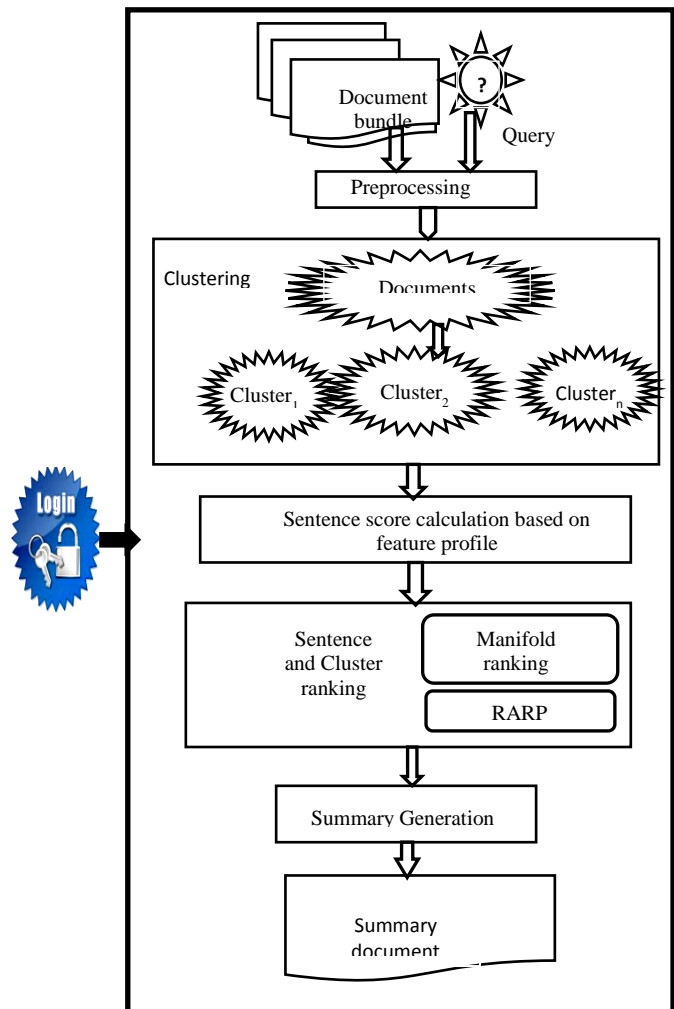 Document
bundle
?
Query
Preprocessing
Clustering
Documents
Cluster1
Cluster2
Clustern
Login
Sentence score calculation based on
feature profile
Sentence
and Cluster
ranking
Manifold
ranking
RARP
Summary Generation
Summary
document